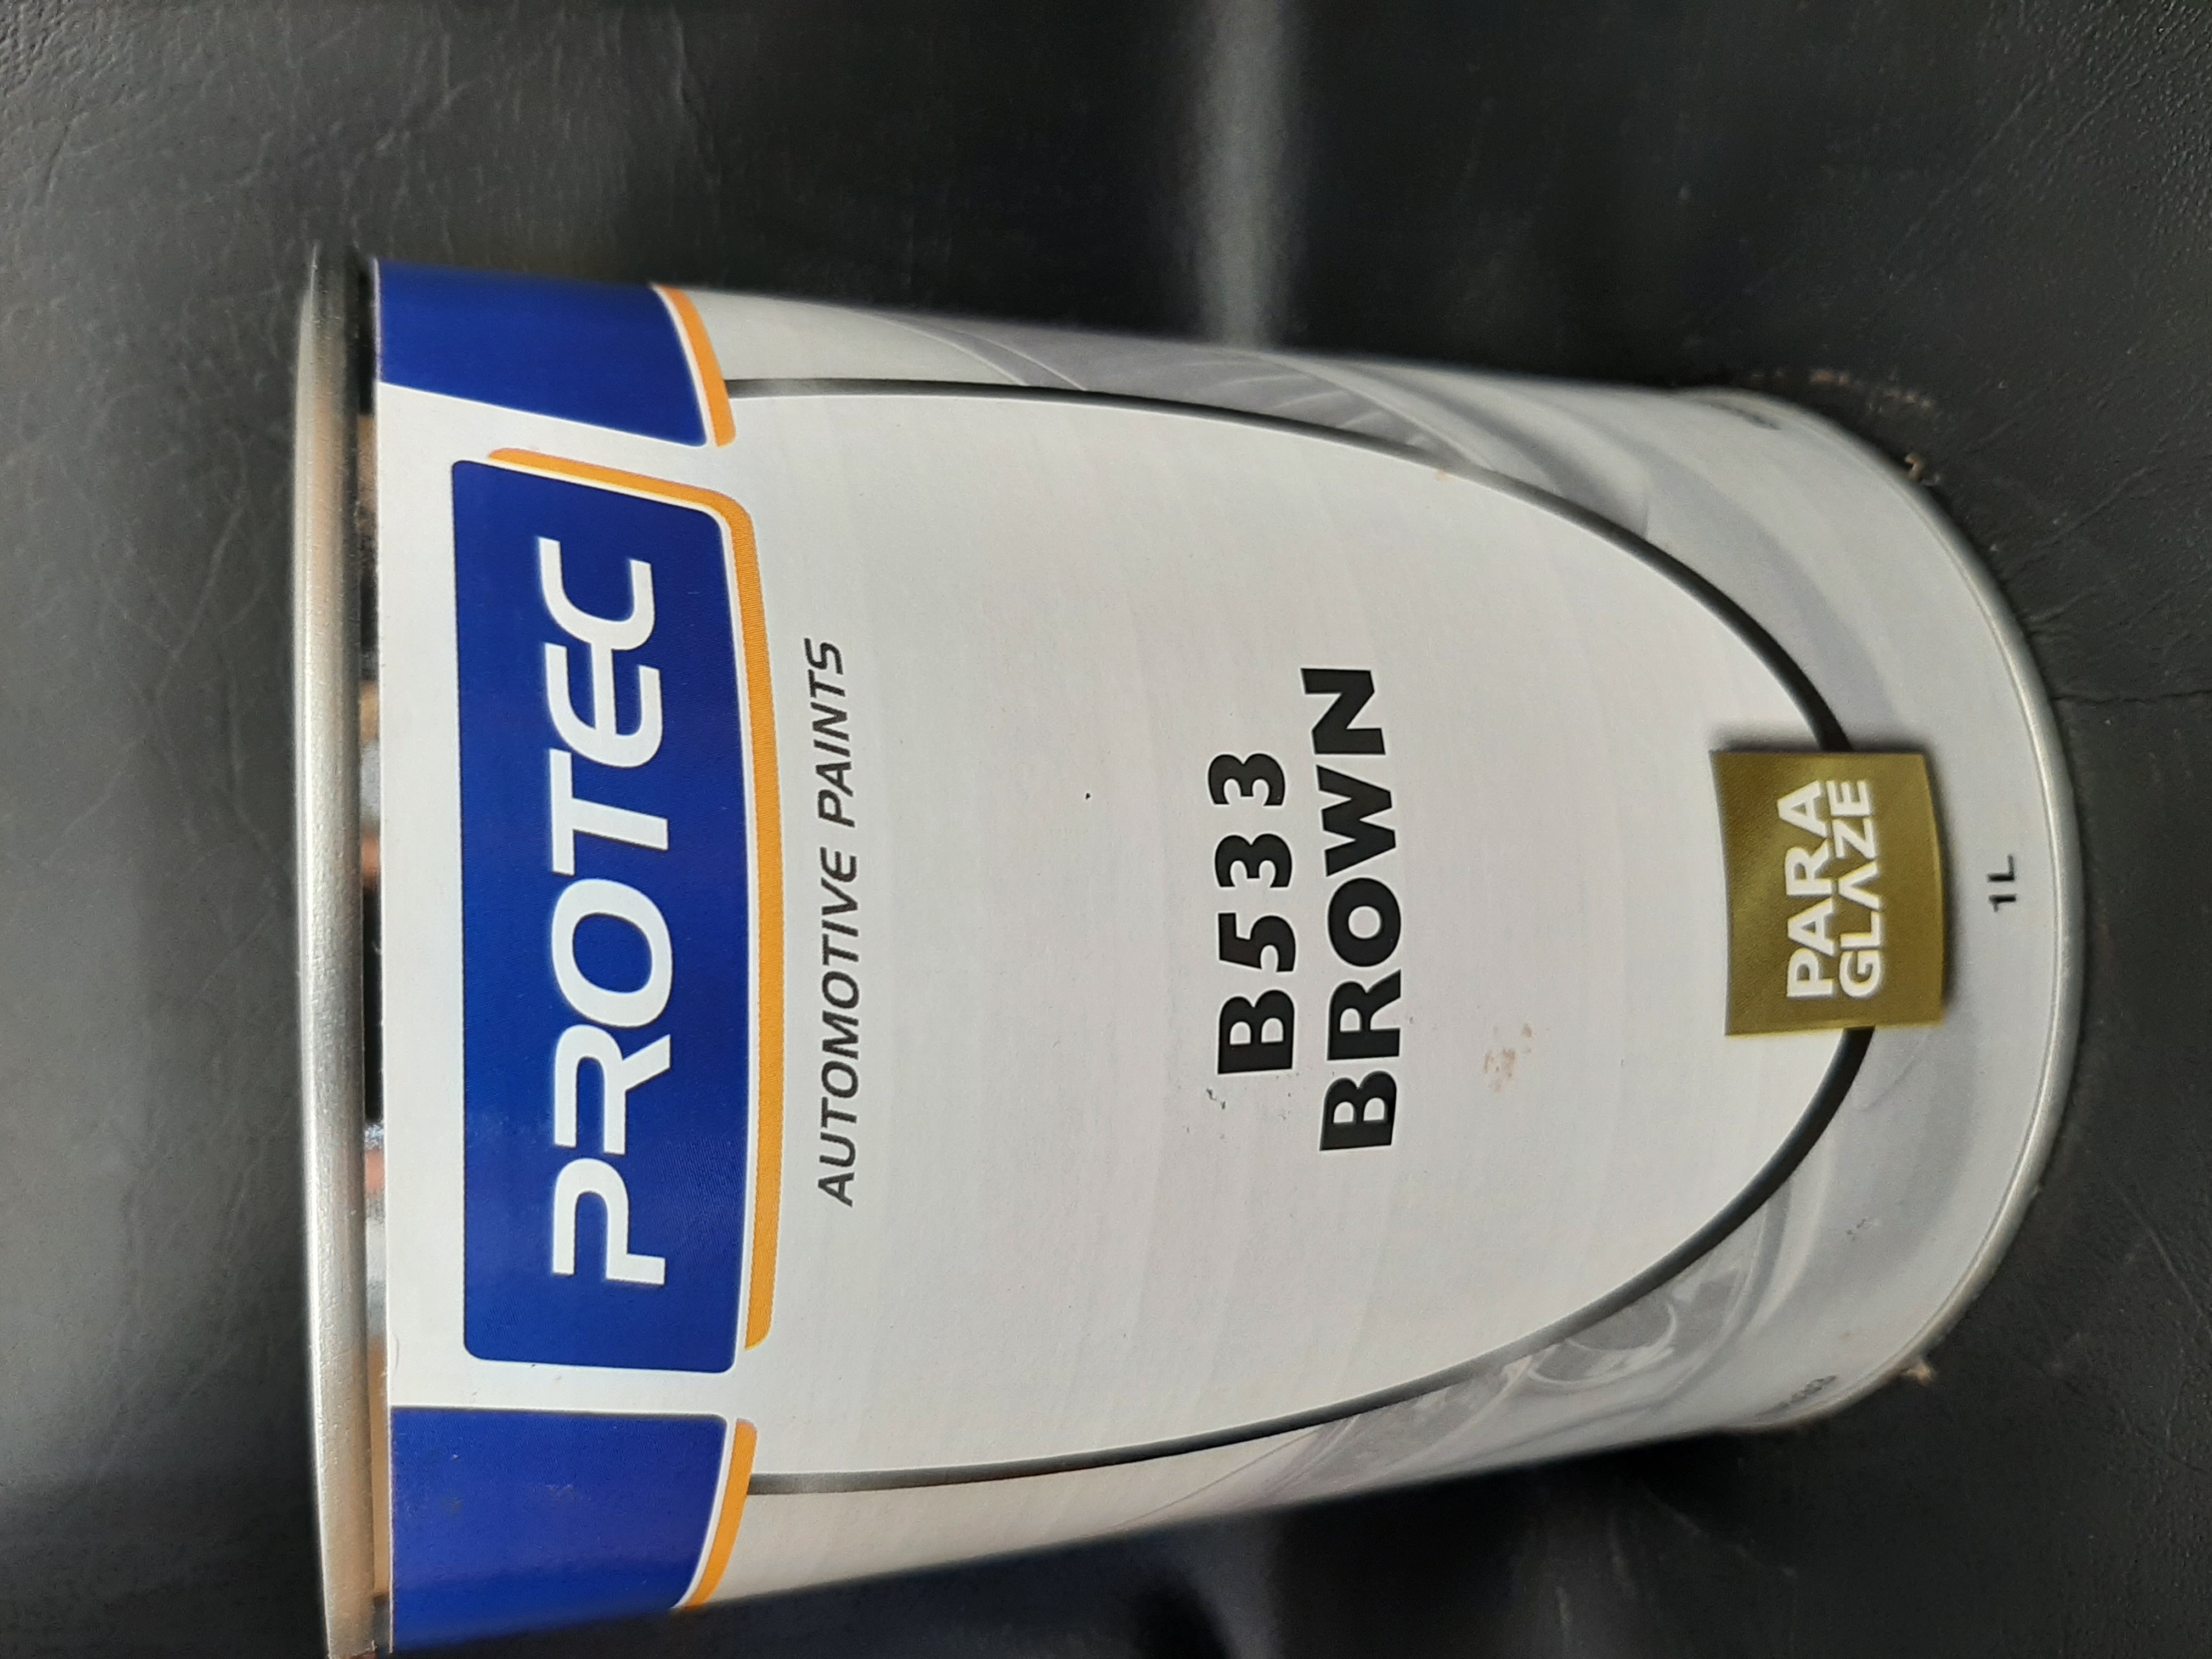 PROTEC
AUTOMOTIVE PAINTS
B533
BROWN
PARA
GLAZE
1L